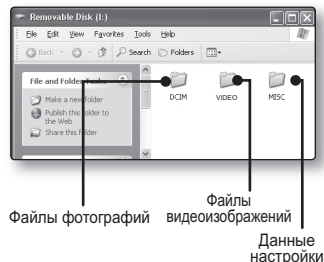 Removable Disk (I:)
File Edit View Favorites Tools Help
Back Search Folders
File and Folder Tasks
Make a new folder
Publish this folder to
the Web
Share this folder
DCIM VIDEO MISC
Файлы фотографий
Файлы
видеоизображений
Данные
настройки